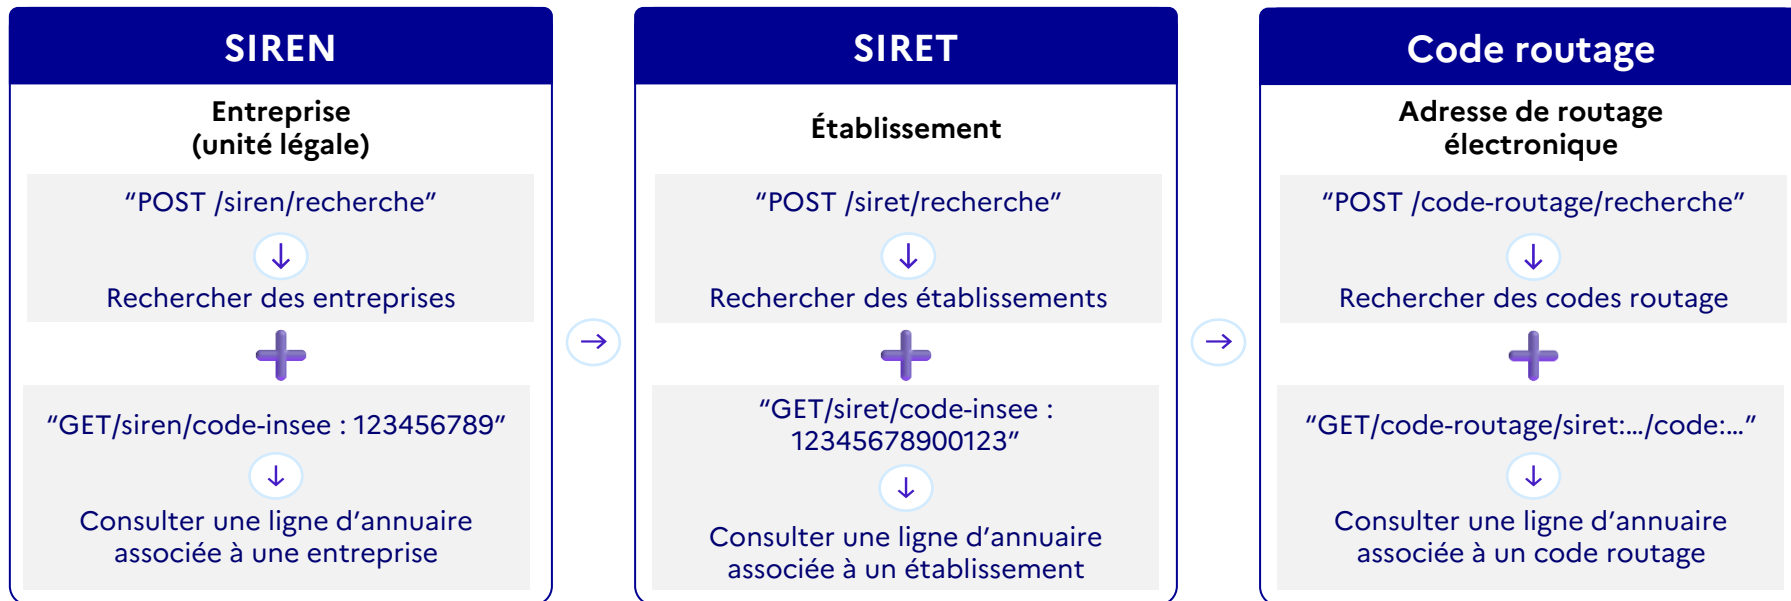 SIREN
Entreprise
(unité légale)
“POST /siren/recherche”
Rechercher des entreprises
“GET/siren/code-insee : 123456789”
Consulter une ligne d’annuaire
associée à une entreprise
SIRET
Établissement
“POST /siret/recherche”
Rechercher des établissements
“GET/siret/code-insee :
12345678900123”
Consulter une ligne d’annuaire
associée à un établissement
Code routage
Adresse de routage
électronique
“POST /code-routage/recherche”
Rechercher des codes routage
“GET/code-routage/siret:…/code:…”
Consulter une ligne d’annuaire
associée à un code routage